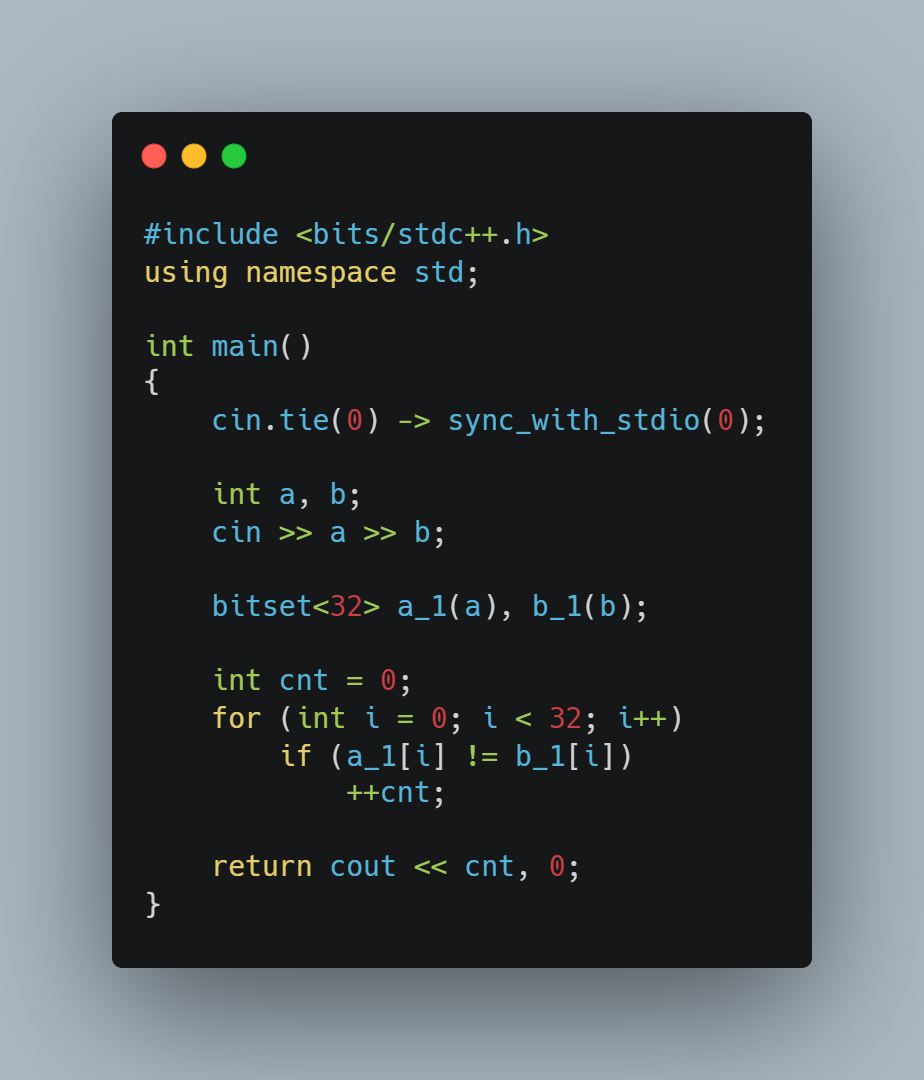 #include <bits/stdc++.h>
using namespace std;

int main()
{
    cin.tie(0) -> sync_with_stdio(0);

    int a, b;
    cin >> a >> b;

    bitset<32> a_1(a), b_1(b);

    int cnt = 0;
    for (int i = 0; i < 32; i++)
        if (a_1[i] != b_1[i])
            ++cnt;

    return cout << cnt, 0;
}